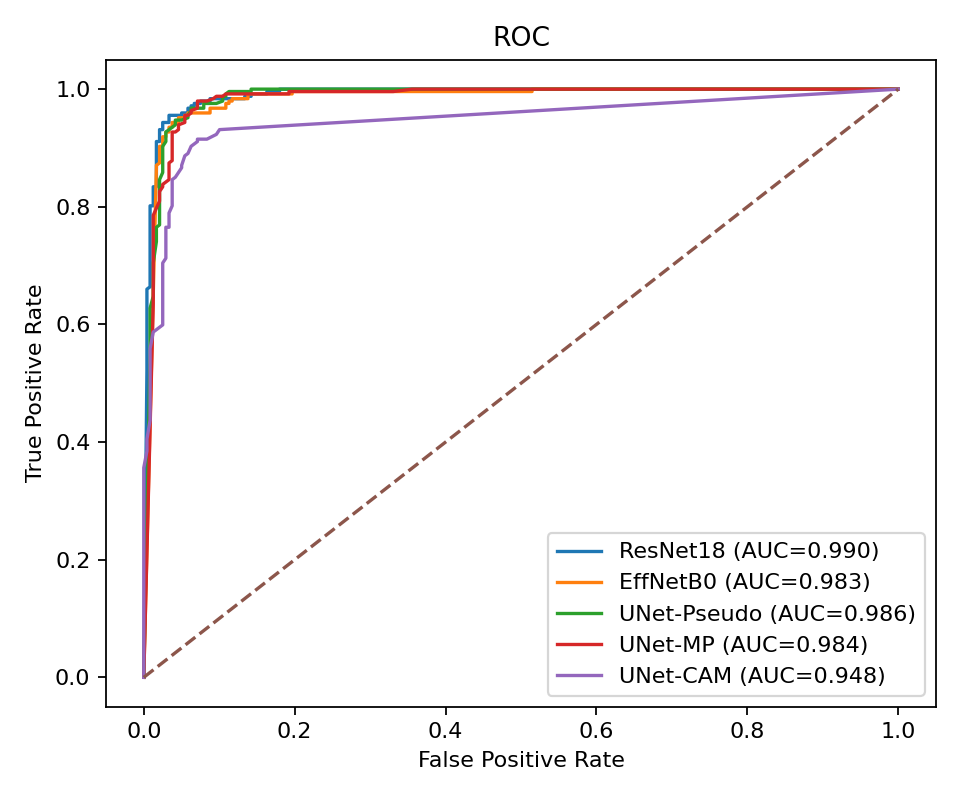 ROC
True Positive Rate
1.0
0.8
0.6
0.4
0.2
0.0
ResNet18 (AUC=0.990)
EffNetB0 (AUC=0.983)
UNet-Pseudo (AUC=0.986)
UNet-MP (AUC=0.984)
UNet-CAM (AUC=0.948)
0.0 0.2 0.4 0.6 0.8 1.0
False Positive Rate